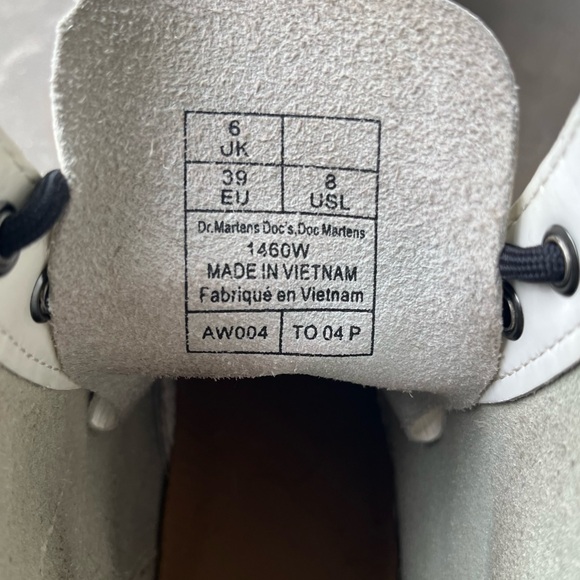 6
UK
39
EU
8
USL
Dr.Martens Doc's,Doc Martens
1460W
MADE IN VIETNAM
Fabriqué en Vietnam
AW004
TO 04 P